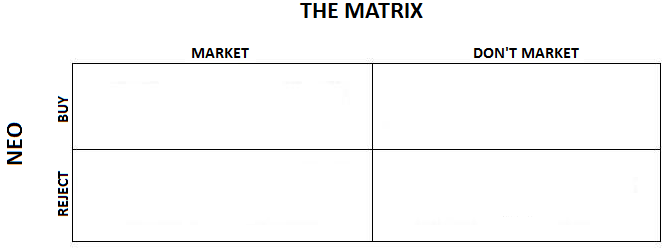 THE MATRIX
MARKET DON'T MARKET
NEO
BUY
REJECT